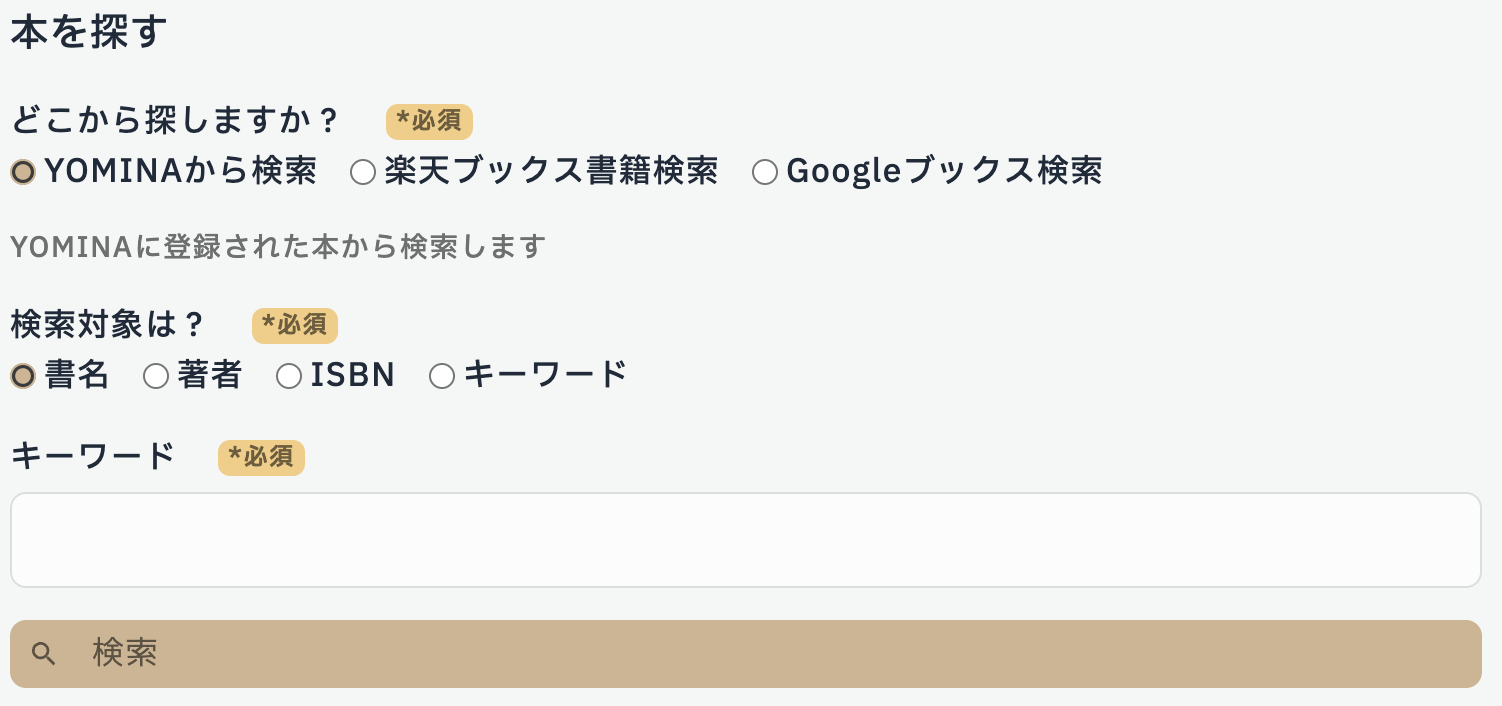 本を探す
どこから探しますか？ *必須
YOMINAから検索 楽天ブックス書籍検索 Googleブックス検索
YOMINAに登録された本から検索します
検索対象は？ *必須
書名 著者 ISBN キーワード
キーワード *必須
検索